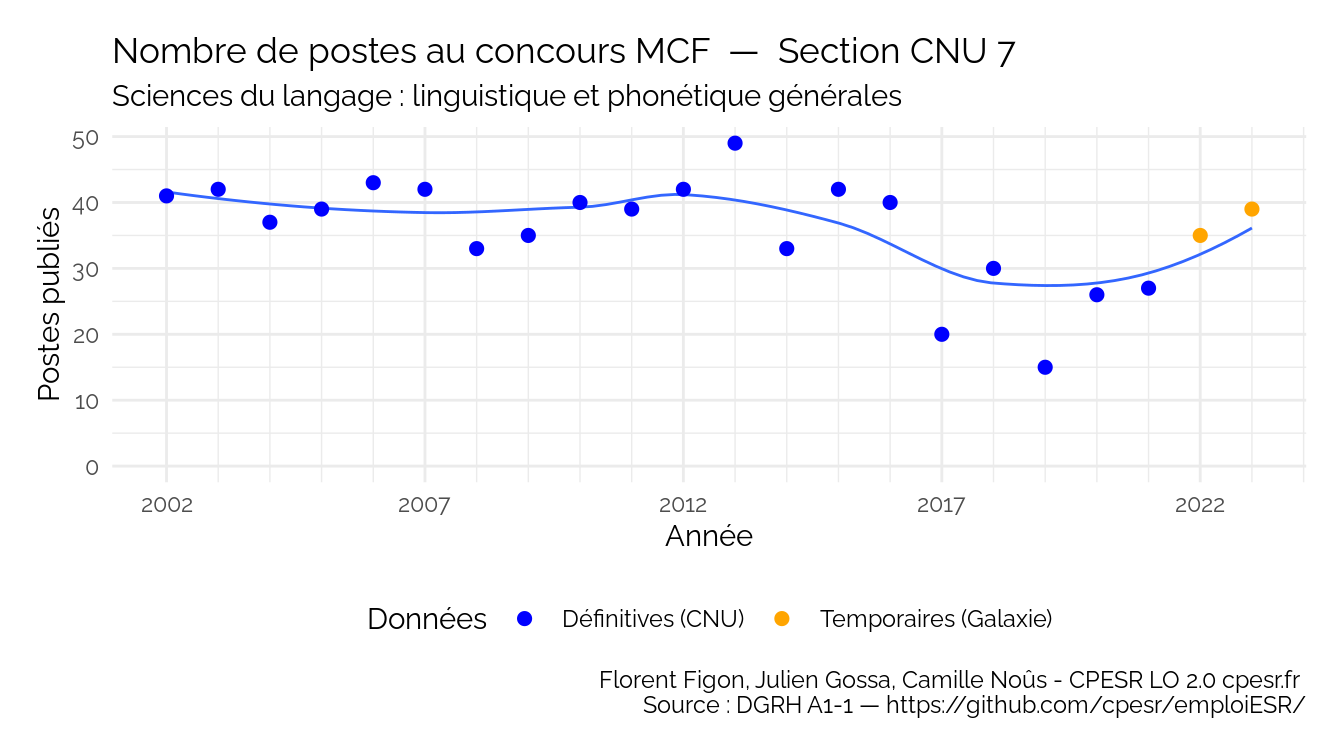 Nombre de postes au concours MCF — Section CNU 7
Sciences du langage : linguistique et phonétique générales
50
40
30
20
10
0
Postes publiés
2002 2007 2012 2017 2022
Année
Données Définitives (CNU) Temporaires (Galaxie)
Florent Figon, Julien Gossa, Camille Noûs - CPESR LO 2.0 cpesr.fr
Source : DGRH A1-1 — https://github.com/cpesr/emploiESR/